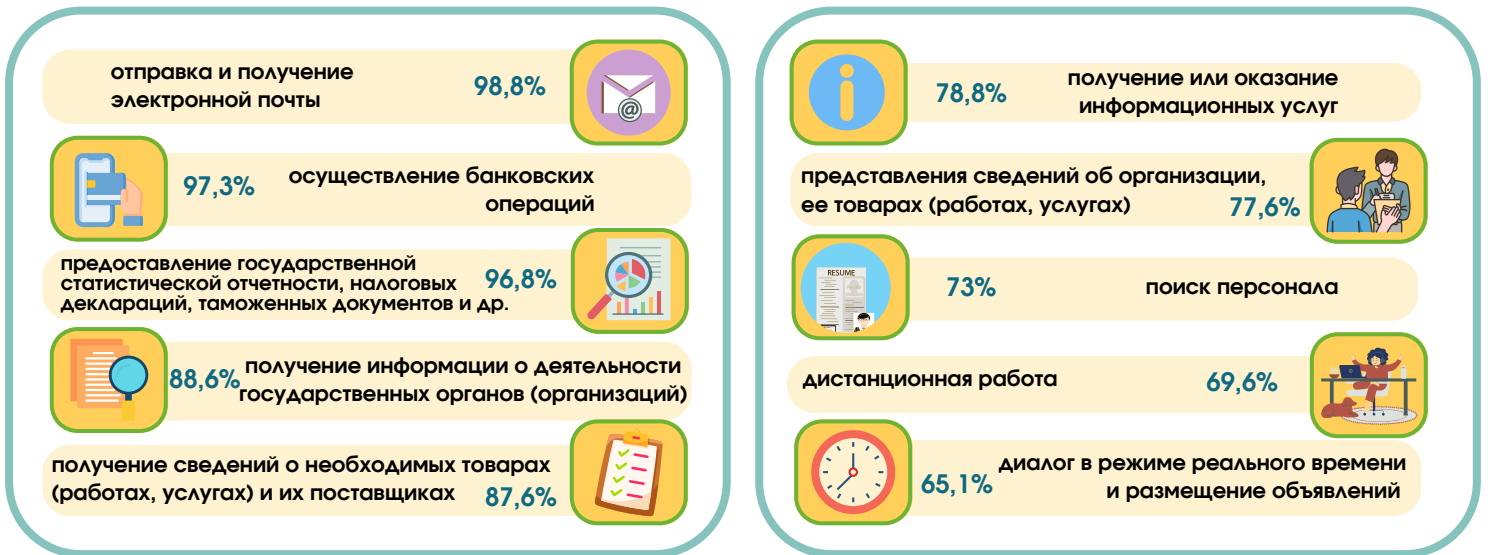 отправка и получение
электронной почты
98,8%
97,3%
осуществление банковских
операций
предоставление государственной
статистической отчетности, налоговых
деклараций, таможенных документов и др.
96,8%
88,6%
получение информации о деятельности
государственных органов (организаций)
получение сведений о необходимых товарах
(работах, услугах) и их поставщиках
87,6%
78,8%
получение или оказание
информационных услуг
представления сведений об организации,
ее товарах (работах, услугах)
77,6%
RESUME
73%
поиск персонала
дистанционная работа
69,6%
65,1%
диалог в режиме реального времени
и размещение объявлений